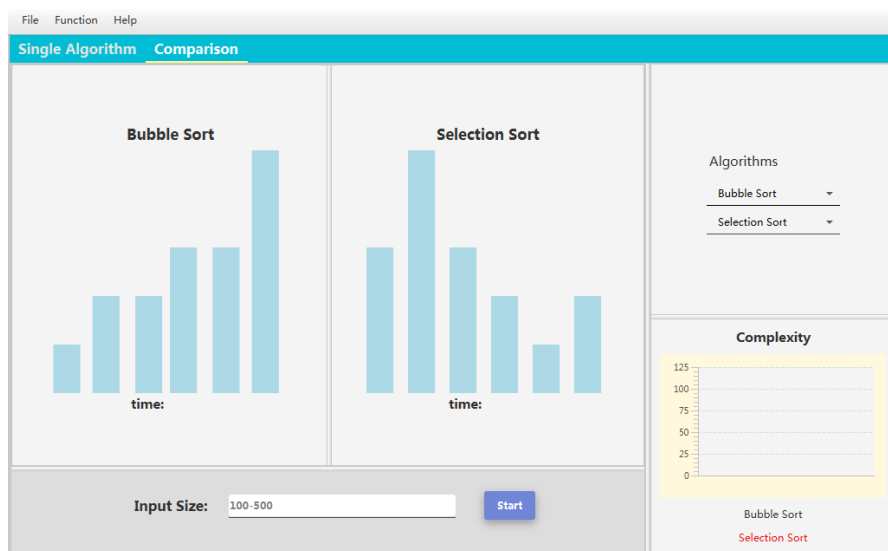 File Function Help
Single Algorithm Comparison
Bubble Sort
time:
Selection Sort
time:
Algorithms
Bubble Sort
Selection Sort
Complexity
125
100
75
50
25
0
Bubble Sort
Selection Sort
Input Size: 100-500 Start